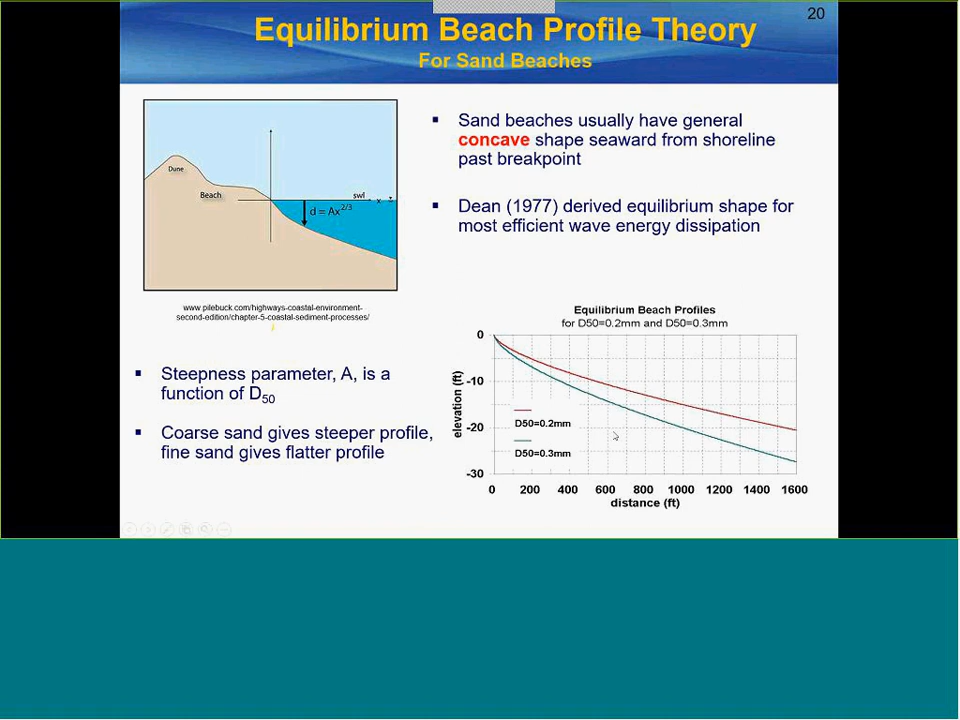 20
Equilibrium Beach Profile Theory
For Sand Beaches
Dune
Beach
swl
x
d = Ax^2/3
www.pilebuck.com/highways-coastal-environment-
second-edition/chapter-5-coastal-sediment-processes/
▪ Sand beaches usually have general
concave shape seaward from shoreline
past breakpoint
▪ Dean (1977) derived equilibrium shape for
most efficient wave energy dissipation
▪ Steepness parameter, A, is a
function of D50
▪ Coarse sand gives steeper profile,
fine sand gives flatter profile
Equilibrium Beach Profiles
for D50=0.2mm and D50=0.3mm
elevation (ft)
0
-10
-20
-30
D50=0.2mm
D50=0.3mm
0 200 400 600 800 1000 1200 1400 1600
distance (ft)